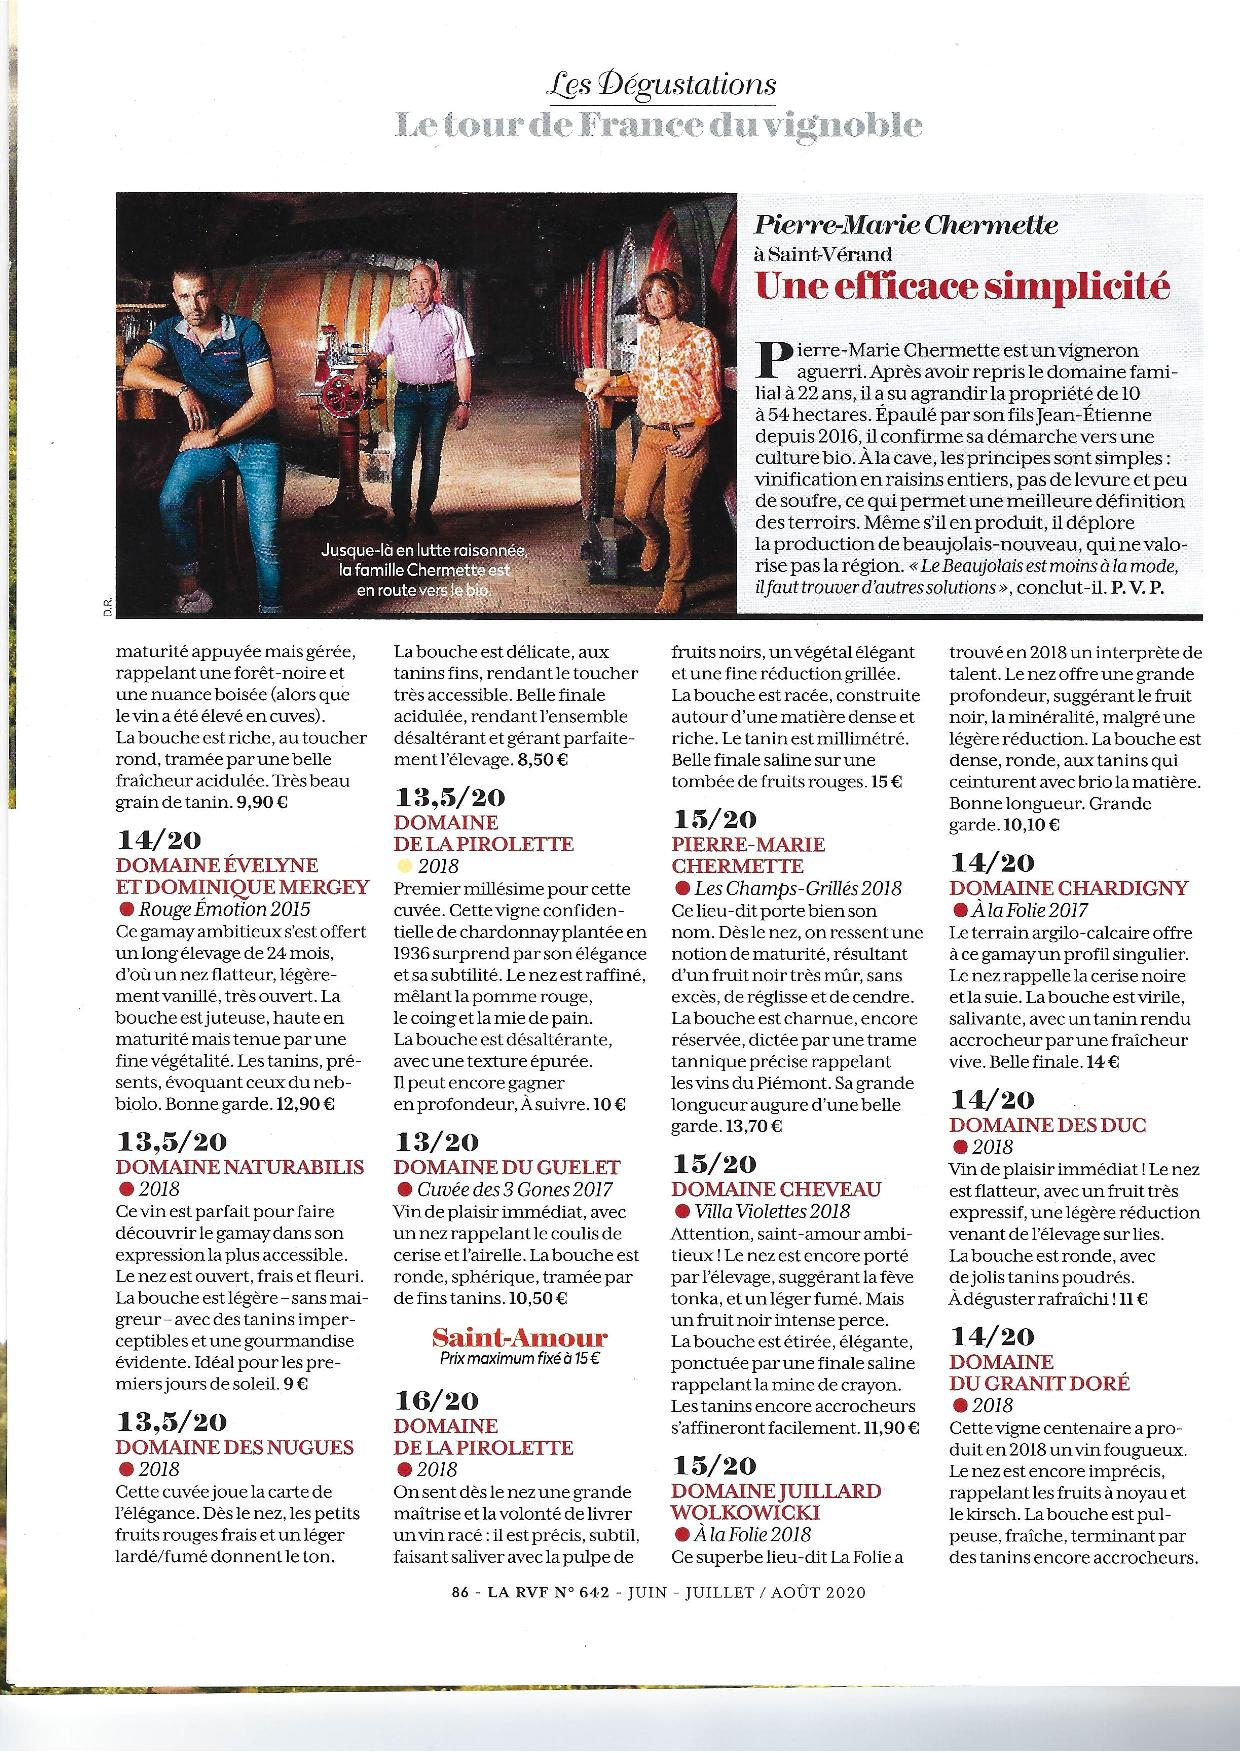 Les Dégustations
Le tour de France du vignoble
Jusque-là en lutte raisonnée,
la famille Chermette est
en route vers le bio.
D.R.
Pierre-Marie Chermette
à Saint-Vérand
Une efficace simplicité
Pierre-Marie Chermette est un vigneron
aguerri. Après avoir repris le domaine fami-
lial à 22 ans, il a su agrandir la propriété de 10
à 54 hectares. Épaulé par son fils Jean-Étienne
depuis 2016, il confirme sa démarche vers une
culture bio. À la cave, les principes sont simples :
vinification en raisins entiers, pas de levure et peu
de soufre, ce qui permet une meilleure définition
des terroirs. Même s'il en produit, il déplore
la production de beaujolais-nouveau, qui ne valo-
rise pas la région. « Le Beaujolais est moins à la mode,
il faut trouver d'autres solutions », conclut-il. P. V. P.
maturité appuyée mais gérée,
rappelant une forêt-noire et
une nuance boisée (alors que
le vin a été élevé en cuves).
La bouche est riche, au toucher
rond, tramée par une belle
fraîcheur acidulée. Très beau
grain de tanin. 9,90 €
14/20
DOMAINE ÉVELYNE
ET DOMINIQUE MERGEY
Rouge Émotion 2015
Ce gamay ambitieux s'est offert
un long élevage de 24 mois,
d'où un nez flatteur, légère-
ment vanillé, très ouvert. La
bouche est juteuse, haute en
maturité mais tenue par une
fine végétalité. Les tanins, pré-
sents, évoquant ceux du neb-
biolo. Bonne garde. 12,90 €
13,5/20
DOMAINE NATURABILIS
2018
Ce vin est parfait pour faire
découvrir le gamay dans son
expression la plus accessible.
Le nez est ouvert, frais et fleuri.
La bouche est légère – sans mai-
greur – avec des tanins imper-
ceptibles et une gourmandise
évidente. Idéal pour les pre-
miers jours de soleil. 9 €
13,5/20
DOMAINE DES NUGUES
2018
Cette cuvée joue la carte de
l'élégance. Dès le nez, les petits
fruits rouges frais et un léger
lardé/fumé donnent le ton.
La bouche est délicate, aux
tanins fins, rendant le toucher
très accessible. Belle finale
acidulée, rendant l'ensemble
désaltérant et gérant parfaite-
ment l'élevage. 8,50 €
13,5/20
DOMAINE
DE LA PIROLETTE
2018
Premier millésime pour cette
cuvée. Cette vigne confiden-
tielle de chardonnay plantée en
1936 surprend par son élégance
et sa subtilité. Le nez est raffiné,
mêlant la pomme rouge,
le coing et la mie de pain.
La bouche est désaltérante,
avec une texture épurée.
Il peut encore gagner
en profondeur, À suivre. 10 €
13/20
DOMAINE DU GUELET
Cuvée des 3 Gones 2017
Vin de plaisir immédiat, avec
un nez rappelant le coulis de
cerise et l'airelle. La bouche est
ronde, sphérique, tramée par
de fins tanins. 10,50 €
Saint-Amour
Prix maximum fixé à 15 €
16/20
DOMAINE
DE LA PIROLETTE
2018
On sent dès le nez une grande
maîtrise et la volonté de livrer
un vin racé : il est précis, subtil,
faisant saliver avec la pulpe de
fruits noirs, un végétal élégant
et une fine réduction grillée.
La bouche est racée, construite
autour d'une matière dense et
riche. Le tanin est millimétré.
Belle finale saline sur une
tombée de fruits rouges. 15 €
15/20
PIERRE-MARIE
CHERMETTE
Les Champs-Grillés 2018
Ce lieu-dit porte bien son
nom. Dès le nez, on ressent une
notion de maturité, résultant
d'un fruit noir très mûr, sans
excès, de réglisse et de cendre.
La bouche est charnue, encore
réservée, dictée par une trame
tannique précise rappelant
les vins du Piémont. Sa grande
longueur augure d'une belle
garde. 13,70 €
15/20
DOMAINE CHEVEAU
Villa Violettes 2018
Attention, saint-amour ambi-
tieux ! Le nez est encore porté
par l'élevage, suggérant la fève
tonka, et un léger fumé. Mais
un fruit noir intense perce.
La bouche est étirée, élégante,
ponctuée par une finale saline
rappelant la mine de crayon.
Les tanins encore accrocheurs
s'affineront facilement. 11,90 €
15/20
DOMAINE JUILLARD
WOLKOWICKI
À la Folie 2018
Ce superbe lieu-dit La Folie a
trouvé en 2018 un interprète de
talent. Le nez offre une grande
profondeur, suggérant le fruit
noir, la minéralité, malgré une
légère réduction. La bouche est
dense, ronde, aux tanins qui
ceinturent avec brio la matière.
Bonne longueur. Grande
garde. 10,10 €
14/20
DOMAINE CHARDIGNY
À la Folie 2017
Le terrain argilo-calcaire offre
à ce gamay un profil singulier.
Le nez rappelle la cerise noire
et la suie. La bouche est virile,
salivante, avec un tanin rendu
accrocheur par une fraîcheur
vive. Belle finale. 14 €
14/20
DOMAINE DES DUC
2018
Vin de plaisir immédiat ! Le nez
est flatteur, avec un fruit très
expressif, une légère réduction
venant de l'élevage sur lies.
La bouche est ronde, avec
de jolis tanins poudrés.
À déguster rafraîchi ! 11 €
14/20
DOMAINE
DU GRANIT DORÉ
2018
Cette vigne centenaire a pro-
duit en 2018 un vin fougueux.
Le nez est encore imprécis,
rappelant les fruits à noyau et
le kirsch. La bouche est pul-
peuse, fraîche, terminant par
des tanins encore accrocheurs.
86 - LA RVF N° 642 - JUIN - JUILLET / AOÛT 2020